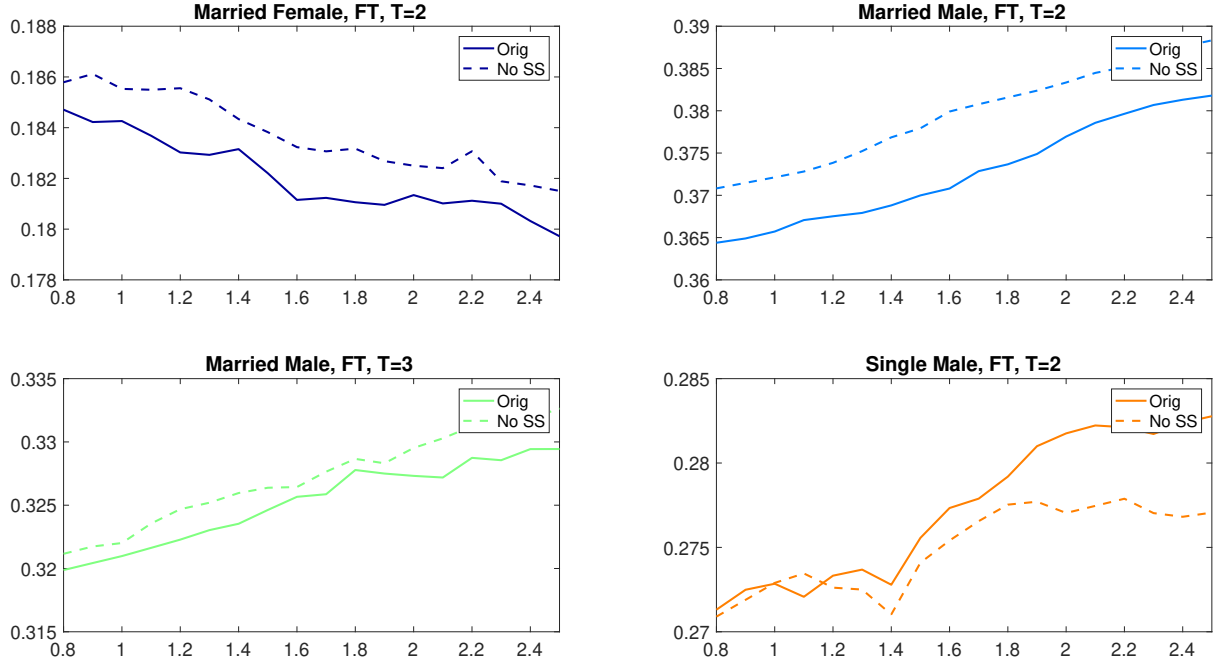 Married Female, FT, T=2
0.188
0.186
0.184
0.182
0.18
0.178
0.8 1 1.2 1.4 1.6 1.8 2 2.2 2.4
Orig
No SS
Married Male, FT, T=2
0.39
0.385
0.38
0.375
0.37
0.365
0.36
0.8 1 1.2 1.4 1.6 1.8 2 2.2 2.4
Orig
No SS
Married Male, FT, T=3
0.335
0.33
0.325
0.32
0.315
0.8 1 1.2 1.4 1.6 1.8 2 2.2 2.4
Orig
No SS
Single Male, FT, T=2
0.285
0.28
0.275
0.27
0.8 1 1.2 1.4 1.6 1.8 2 2.2 2.4
Orig
No SS